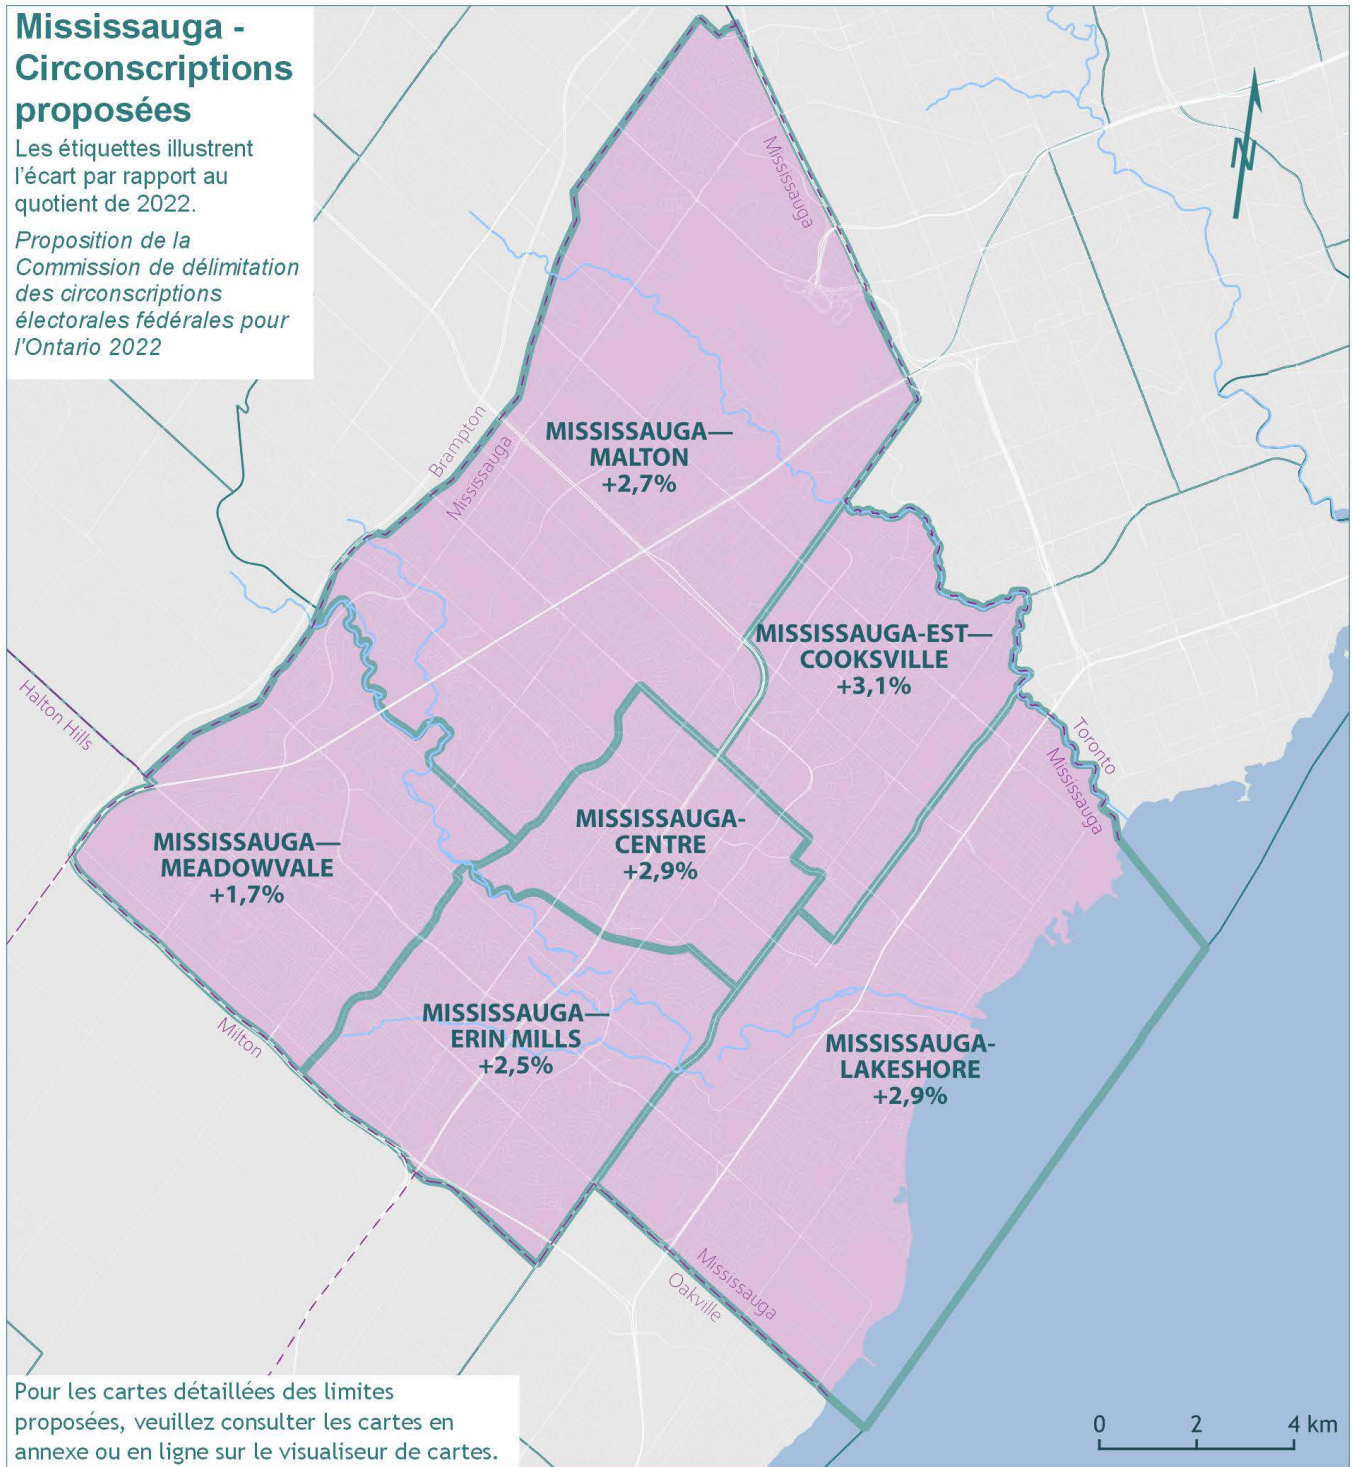 Mississauga -
Circonscriptions
proposées
Les étiquettes illustrent
l'écart par rapport au
quotient de 2022.
Proposition de la
Commission de délimitation
des circonscriptions
électorales fédérales pour
l'Ontario 2022
N
Mississauga
Brampton
Mississauga
MISSISSAUGA—
MALTON
+2,7%
MISSISSAUGA-EST—
COOKSVILLE
+3,1%
Halton Hills
Toronto
Mississauga
MISSISSAUGA-
CENTRE
+2,9%
MISSISSAUGA—
MEADOWVALE
+1,7%
MISSISSAUGA—
ERIN MILLS
+2,5%
Milton
MISSISSAUGA-
LAKESHORE
+2,9%
Mississauga
Oakville
Pour les cartes détaillées des limites
proposées, veuillez consulter les cartes en
annexe ou en ligne sur le visualiseur de cartes.
0 2 4 km